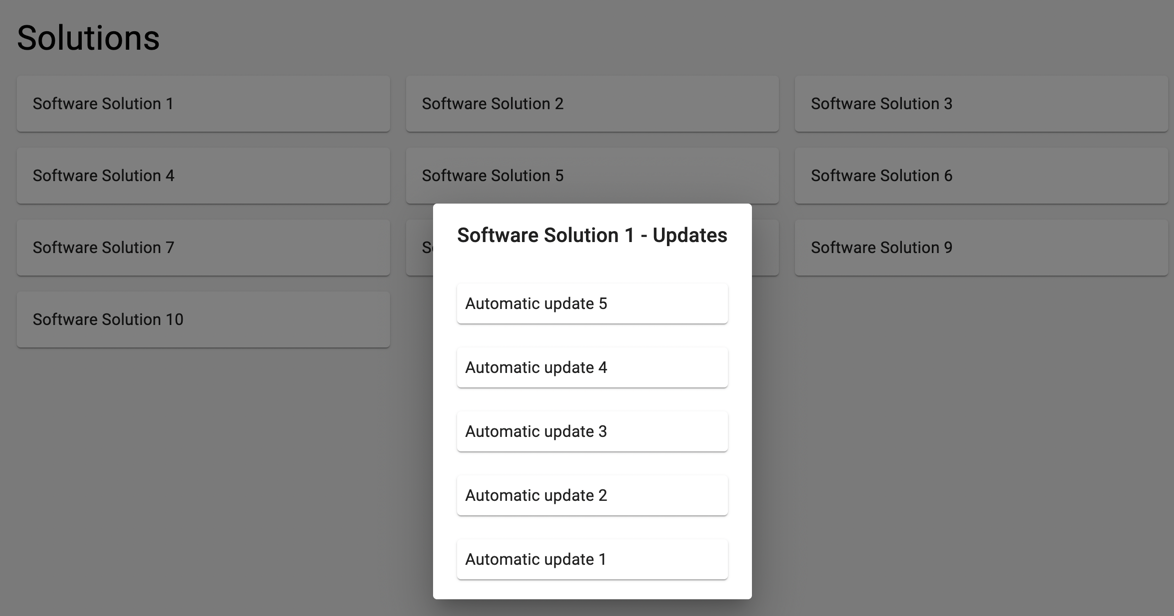 Solutions
Software Solution 1
Software Solution 2
Software Solution 3
Software Solution 4
Software Solution 5
Software Solution 6
Software Solution 7
Software Solution 9
Software Solution 10
Software Solution 1 - Updates
Automatic update 5
Automatic update 4
Automatic update 3
Automatic update 2
Automatic update 1